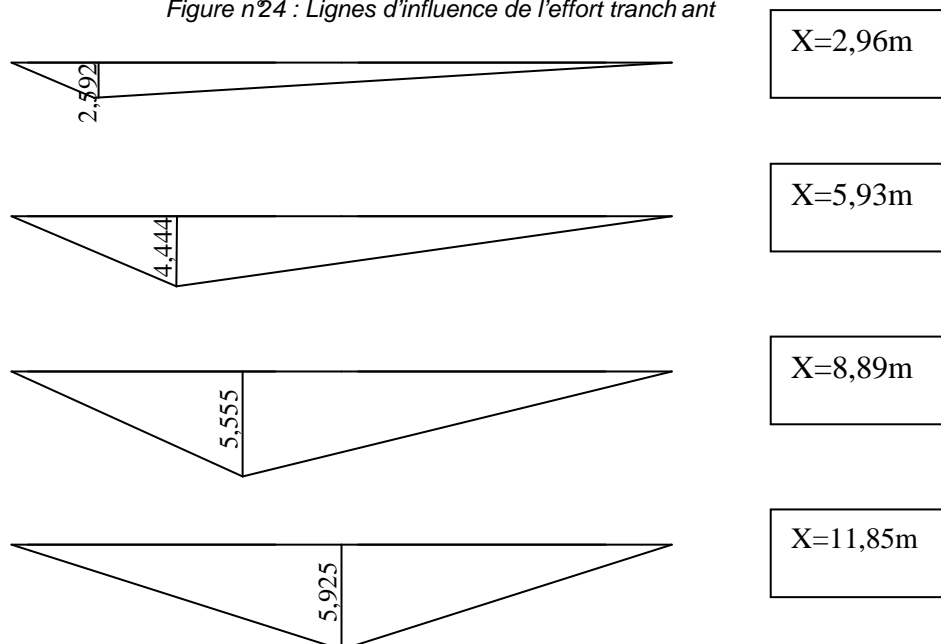 Figure n°24 : Lignes d'influence de l'effort tranch ant
X=2,96m
2,592
X=5,93m
4,444
X=8,89m
5,555
X=11,85m
5,925